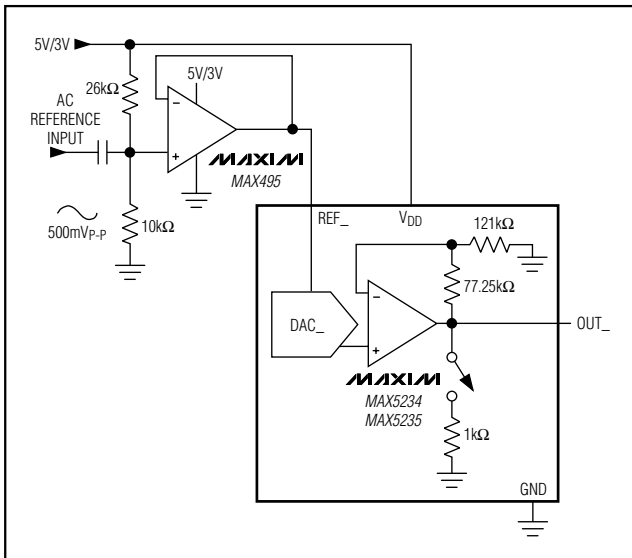 5V/3V
5V/3V
26kΩ
AC
REFERENCE
INPUT
−
+
MAXIM
MAX495
500mVP-P
10kΩ
REF_
VDD
121kΩ
77.25kΩ
−
DAC_
+
OUT_
MAXIM
MAX5234
MAX5235
1kΩ
GND